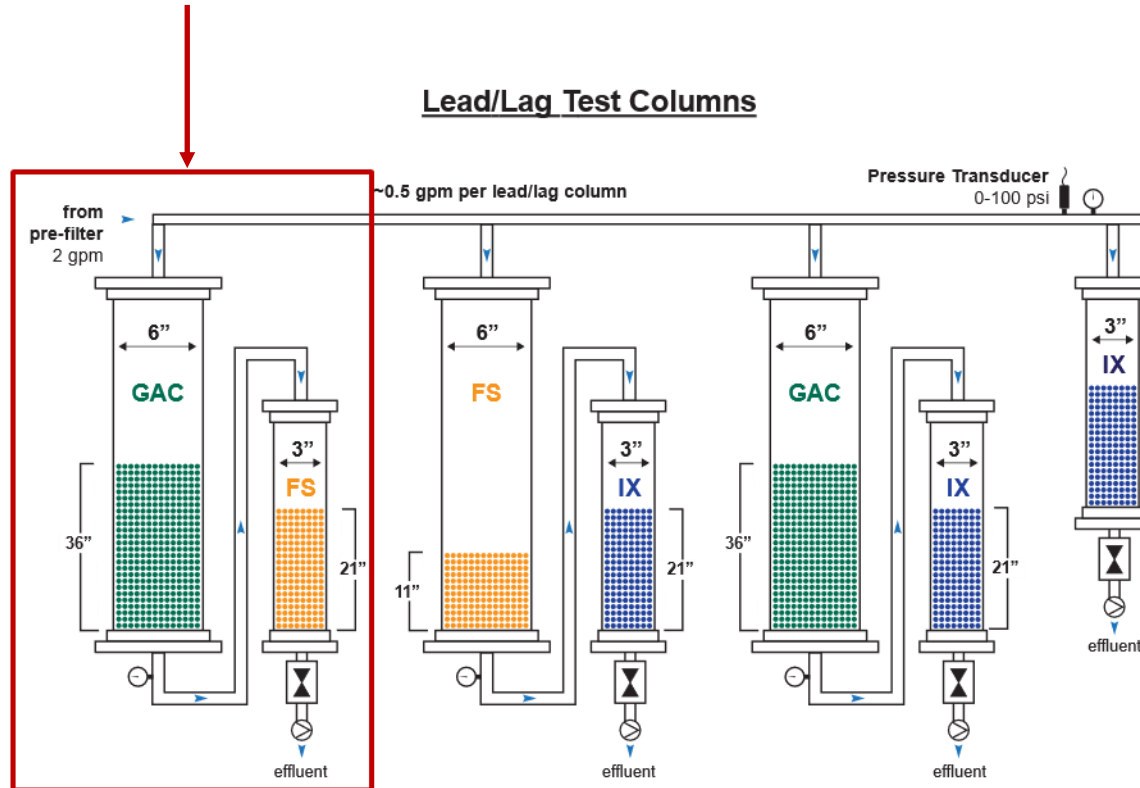 Lead/Lag Test Columns
~0.5 gpm per lead/lag column
Pressure Transducer
0-100 psi
from
pre-filter
2 gpm
6”
GAC
36”
3”
FS
21”
effluent
6”
FS
11”
3”
IX
21”
effluent
6”
GAC
36”
3”
IX
21”
effluent
3”
IX
effluent